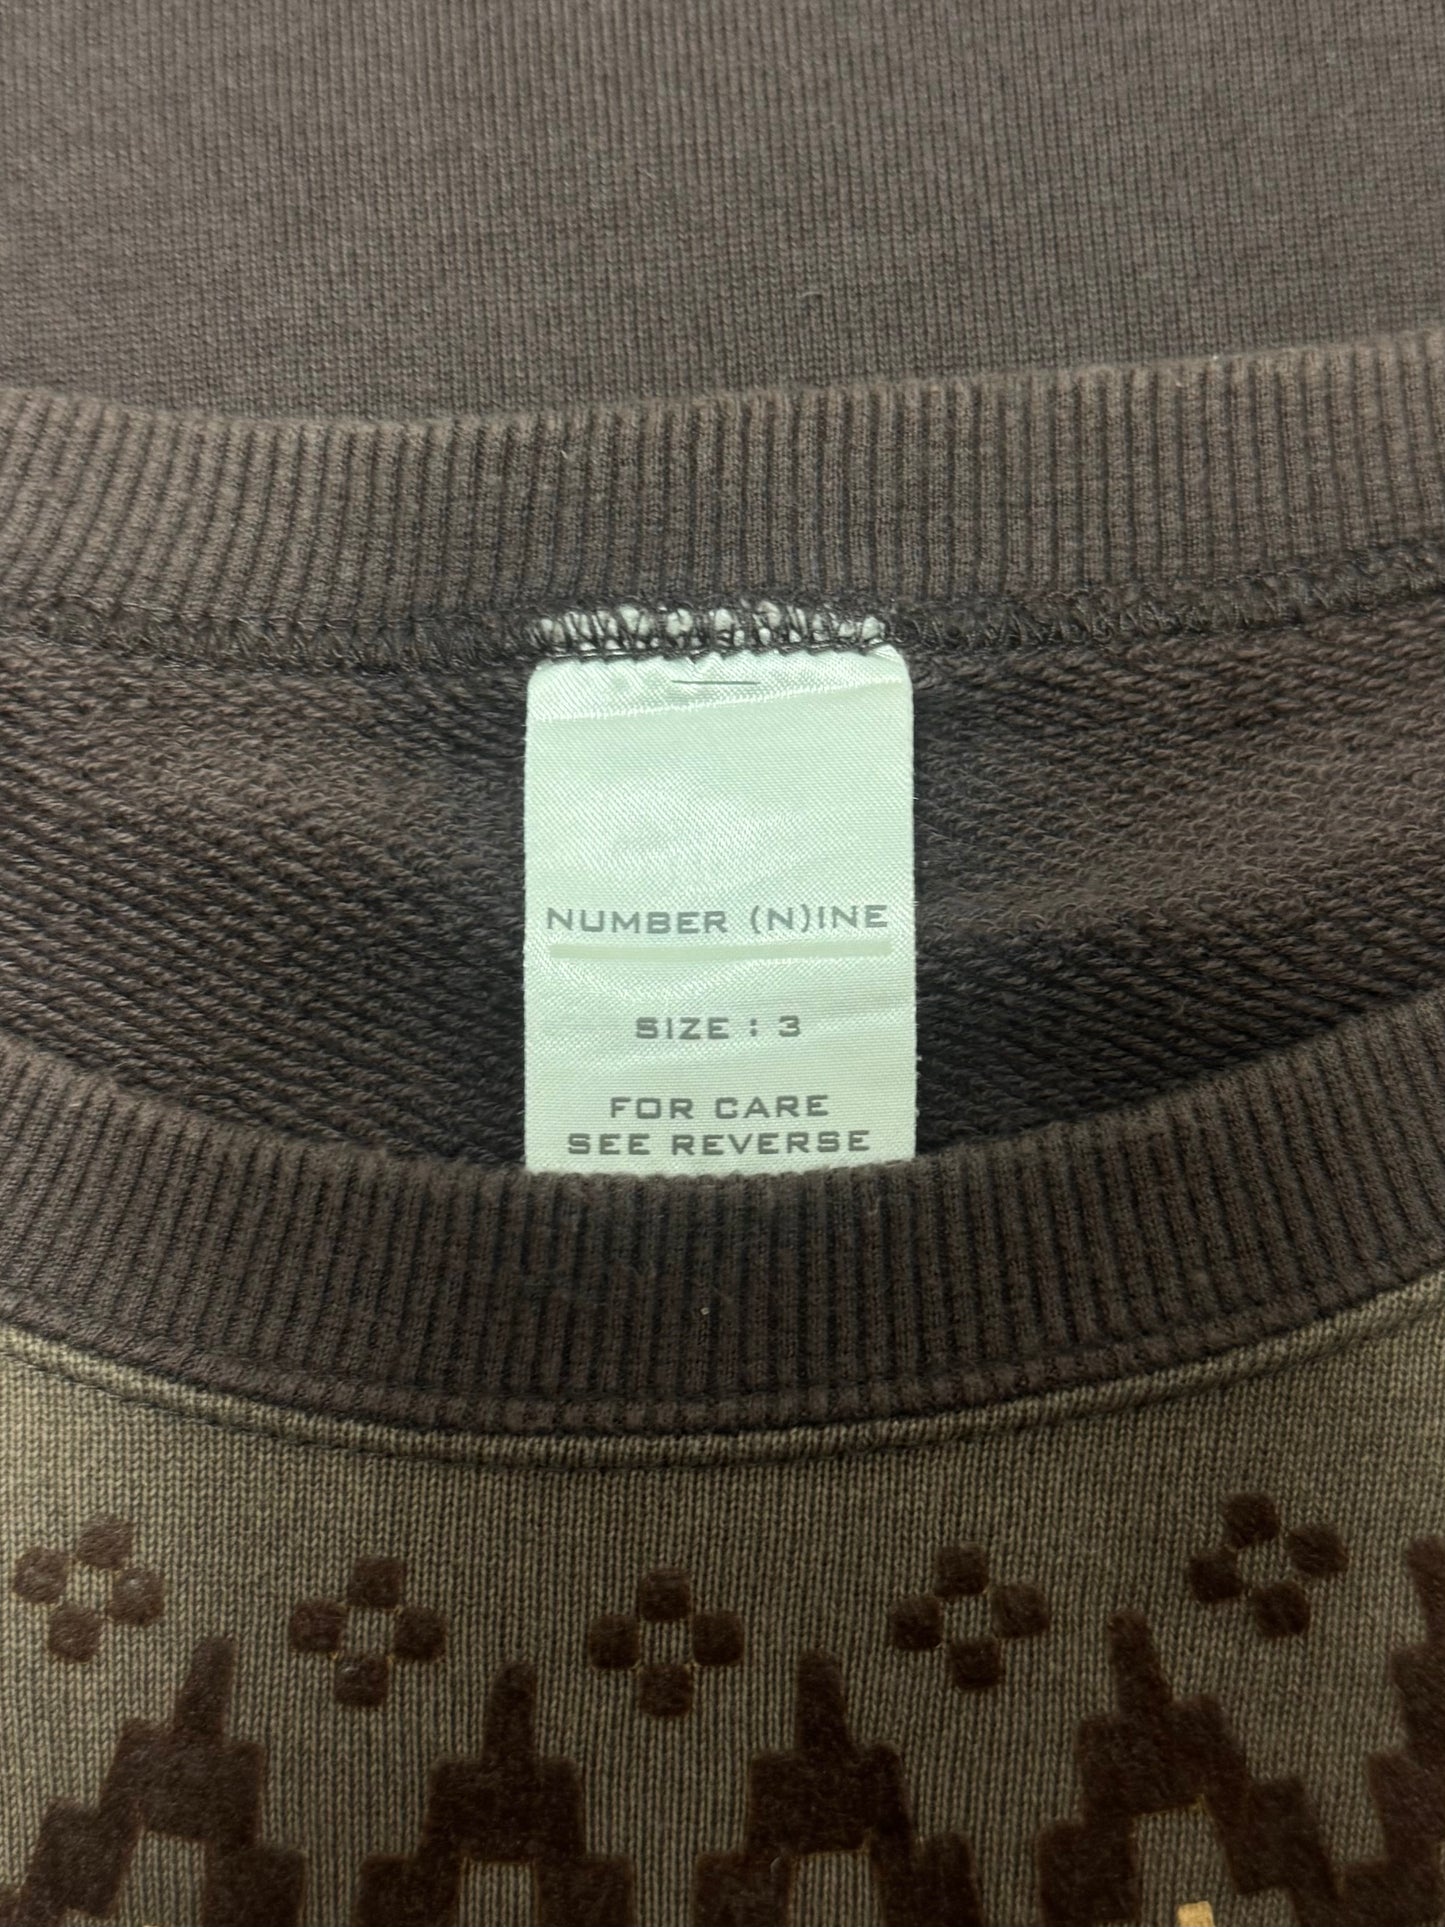 NUMBER (N)INE
SIZE : 3
FOR CARE
SEE REVERSE